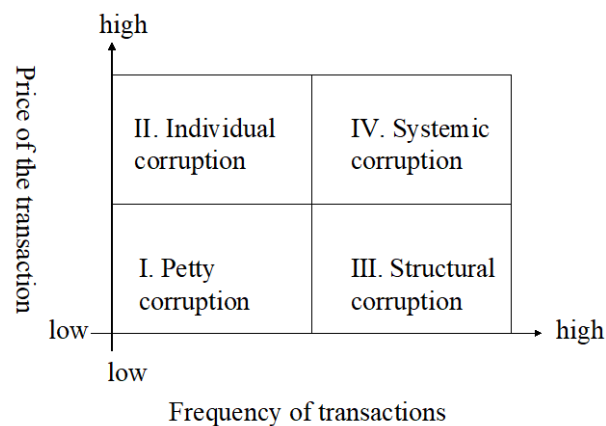 high
Price of the transaction
II. Individual
corruption
IV. Systemic
corruption
I. Petty
corruption
III. Structural
corruption
low
high
low
Frequency of transactions